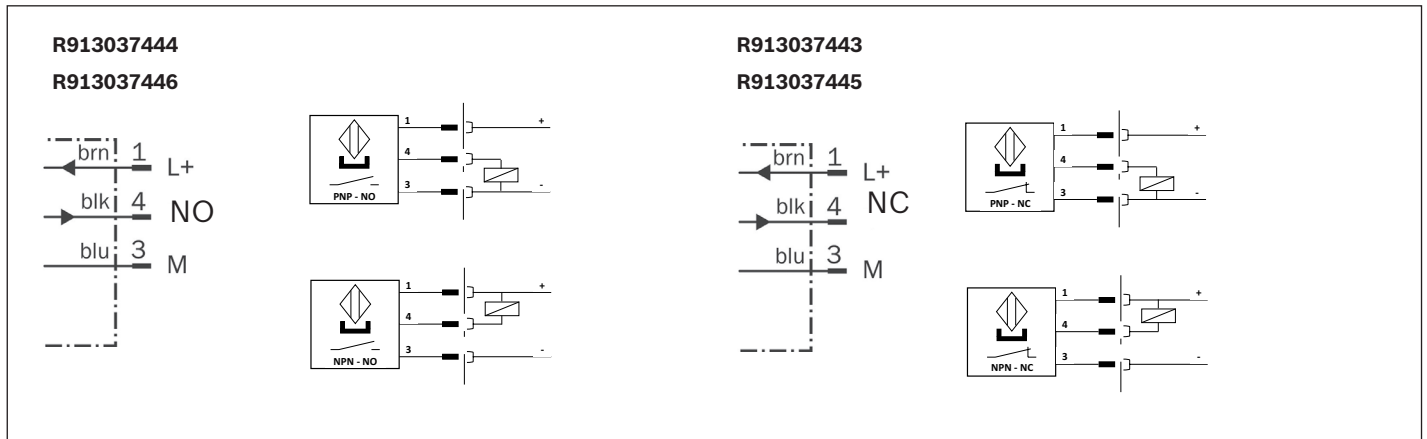 R913037444
R913037446
brn 1 L+
blk 4 NO
blu 3 M
1 +
4
3 -
PNP - NO
1 +
4
3 -
NPN - NO
R913037443
R913037445
brn 1 L+
blk 4 NC
blu 3 M
1 +
4
3 -
PNP - NC
1 +
4
3 -
NPN - NC